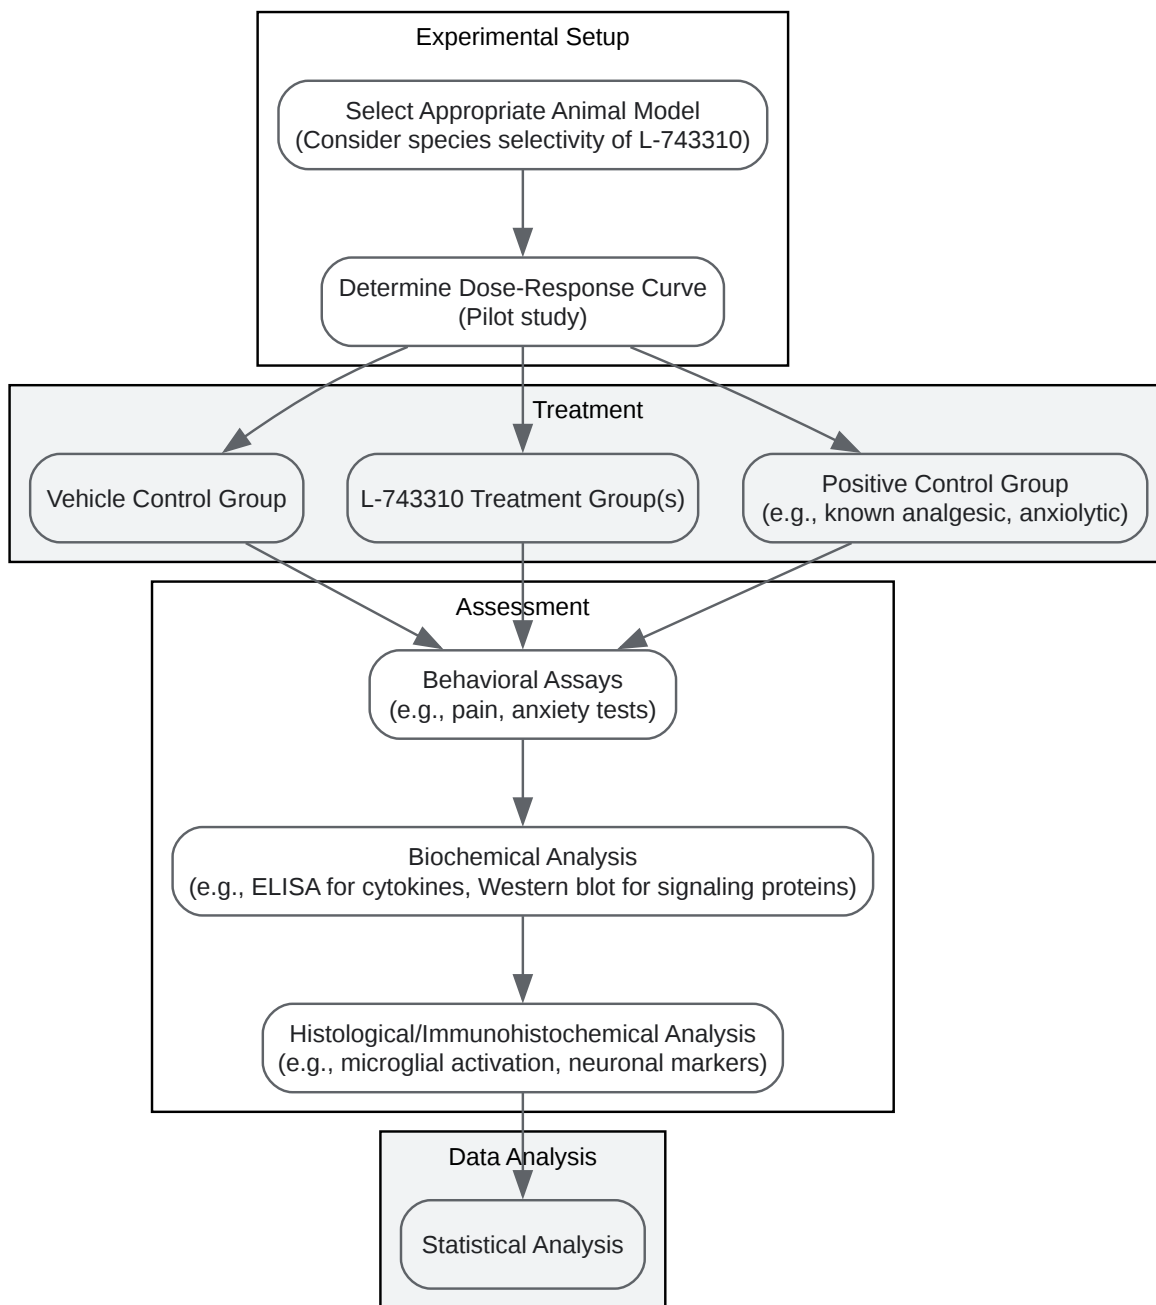 Experimental Setup
Select Appropriate Animal Model
(Consider species selectivity of L-743310)
Determine Dose-Response Curve
(Pilot study)
Treatment
Vehicle Control Group
L-743310 Treatment Group(s)
Positive Control Group
(e.g., known analgesic, anxiolytic)
Assessment
Behavioral Assays
(e.g., pain, anxiety tests)
Biochemical Analysis
(e.g., ELISA for cytokines, Western blot for signaling proteins)
Histological/Immunohistochemical Analysis
(e.g., microglial activation, neuronal markers)
Data Analysis
Statistical Analysis